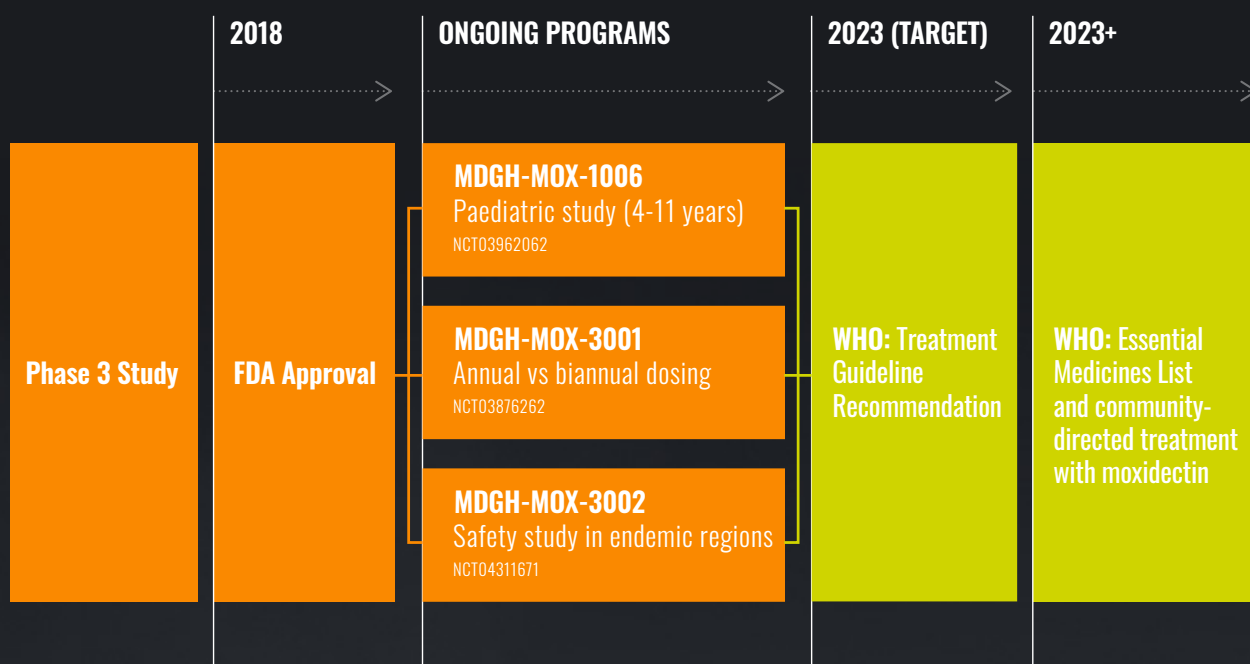 2018
ONGOING PROGRAMS
2023 (TARGET)
2023+
Phase 3 Study
FDA Approval
MDGH-MOX-1006
Paediatric study (4-11 years)
NCT03962062
MDGH-MOX-3001
Annual vs biannual dosing
NCT03876262
MDGH-MOX-3002
Safety study in endemic regions
NCT04311671
WHO: Treatment
Guideline
Recommendation
WHO: Essential
Medicines List
and community-
directed treatment
with moxidectin